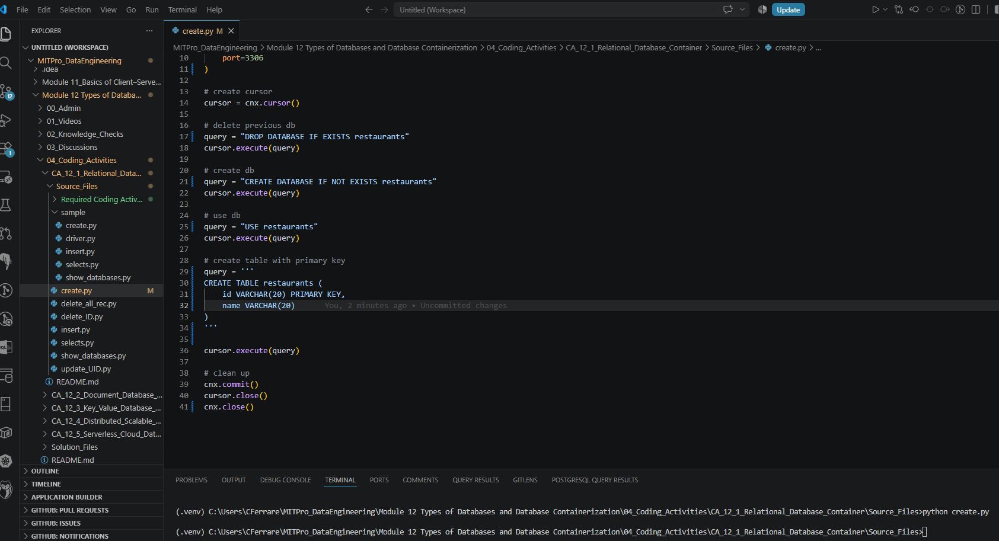 File Edit Selection View Go Run Terminal Help
Untitled (Workspace)
Update
EXPLORER
create.py M
UNTITLED (WORKSPACE)
MITPro_DataEngineering
.idea
Module 11_Basics of Client–Serve...
Module 12 Types of Databa...
00_Admin
01_Videos
02_Knowledge_Checks
03_Discussions
04_Coding_Activities
CA_12_1_Relational_Data...
Source_Files
Required Coding Activ...
sample
create.py
driver.py
insert.py
selects.py
show_databases.py
create.py M
delete_all_rec.py
delete_ID.py
insert.py
selects.py
show_databases.py
update_UID.py
README.md
CA_12_2_Document_Database_...
CA_12_3_Key_Value_Database_...
CA_12_4_Distributed_Scalable_...
CA_12_5_Serverless_Cloud_Dat...
Solution_Files
README.md
OUTLINE
TIMELINE
APPLICATION BUILDER
GITHUB: PULL REQUESTS
GITHUB: ISSUES
GITHUB: NOTIFICATIONS
12
1
MITPro_DataEngineering > Module 12 Types of Databases and Database Containerization > 04_Coding_Activities > CA_12_1_Relational_Database_Container > Source_Files > create.py > ...
10     port=3306
11 )
12
13 # create cursor
14 cursor = cnx.cursor()
15
16 # delete previous db
17 query = "DROP DATABASE IF EXISTS restaurants"
18 cursor.execute(query)
19
20 # create db
21 query = "CREATE DATABASE IF NOT EXISTS restaurants"
22 cursor.execute(query)
23
24 # use db
25 query = "USE restaurants"
26 cursor.execute(query)
27
28 # create table with primary key
29 query = '''
30 CREATE TABLE restaurants (
31     id VARCHAR(20) PRIMARY KEY,
32     name VARCHAR(20) You, 2 minutes ago • Uncommitted changes
33 )
34 '''
35
36 cursor.execute(query)
37
38 # clean up
39 cnx.commit()
40 cursor.close()
41 cnx.close()
PROBLEMS OUTPUT DEBUG CONSOLE TERMINAL PORTS COMMENTS QUERY RESULTS GITLENS POSTGRESQL QUERY RESULTS
(.venv) C:\Users\CFerrare\MITPro_DataEngineering\Module 12 Types of Databases and Database Containerization\04_Coding_Activities\CA_12_1_Relational_Database_Container\Source_Files>python create.py
(.venv) C:\Users\CFerrare\MITPro_DataEngineering\Module 12 Types of Databases and Database Containerization\04_Coding_Activities\CA_12_1_Relational_Database_Container\Source_Files>